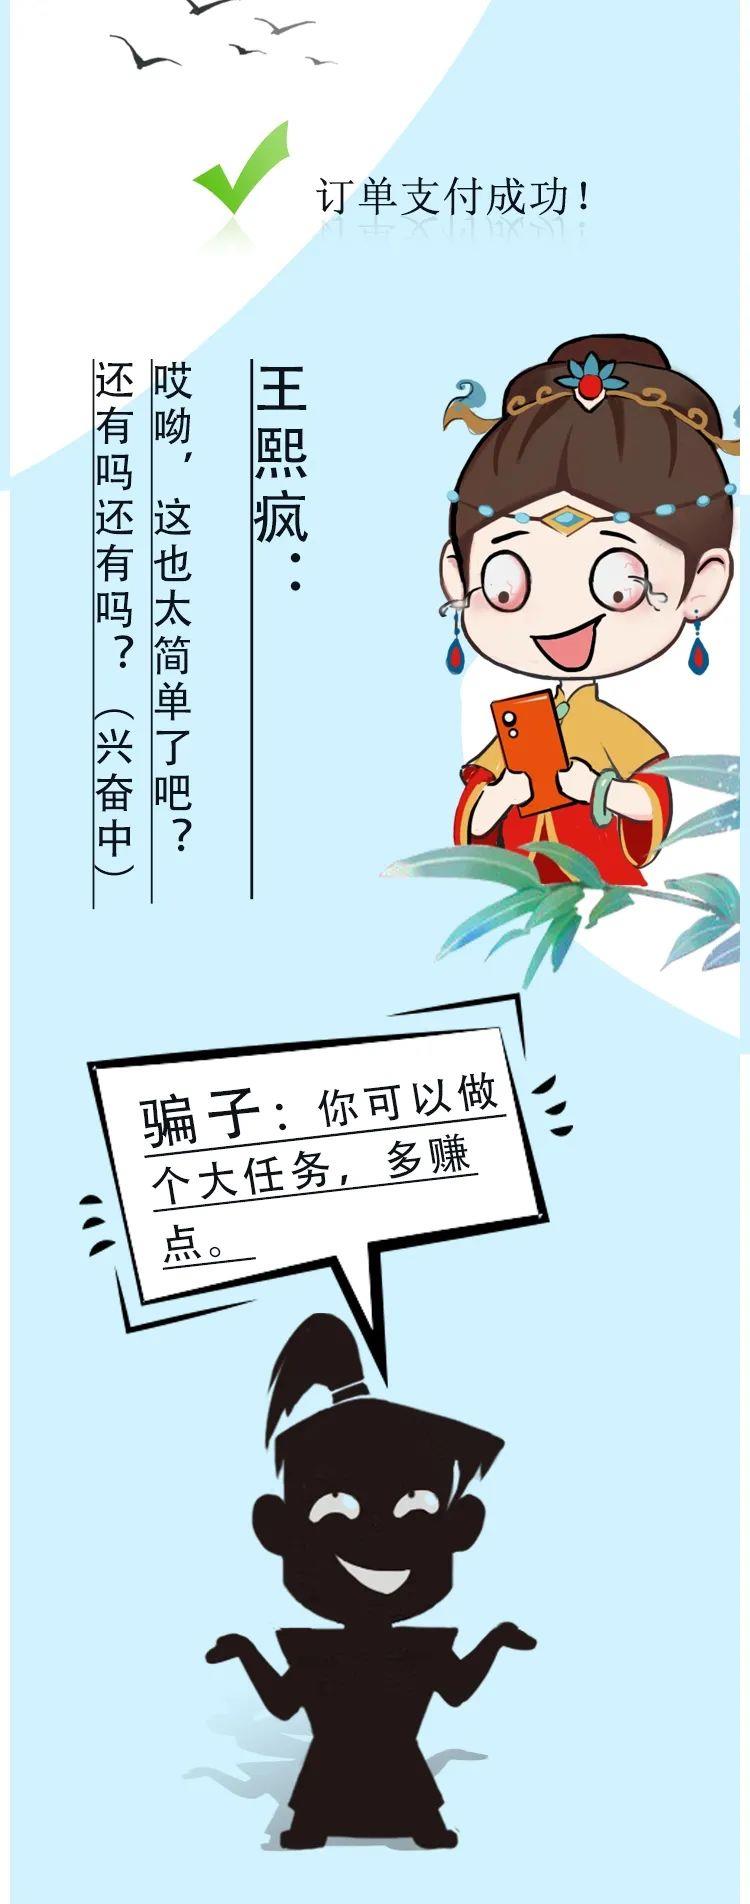 订单支付成功！
王熙疯：
哎呦，这也太简单了吧？
还有吗还有吗？（兴奋中）
骗子：你可以做
个大任务，多赚
点。